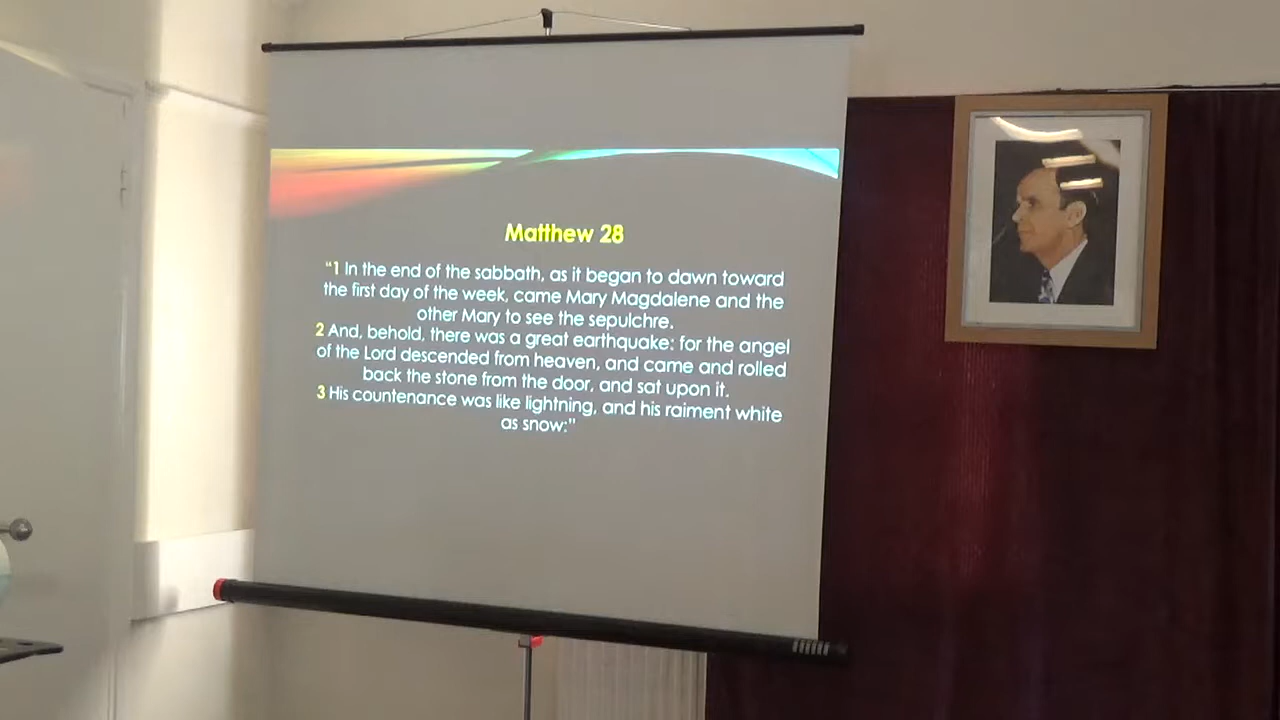 Matthew 28
"1 In the end of the sabbath, as it began to dawn toward
the first day of the week, came Mary Magdalene and the
other Mary to see the sepulchre.
2 And, behold, there was a great earthquake: for the angel
of the Lord descended from heaven, and came and rolled
back the stone from the door, and sat upon it.
3 His countenance was like lightning, and his raiment white
as snow:"